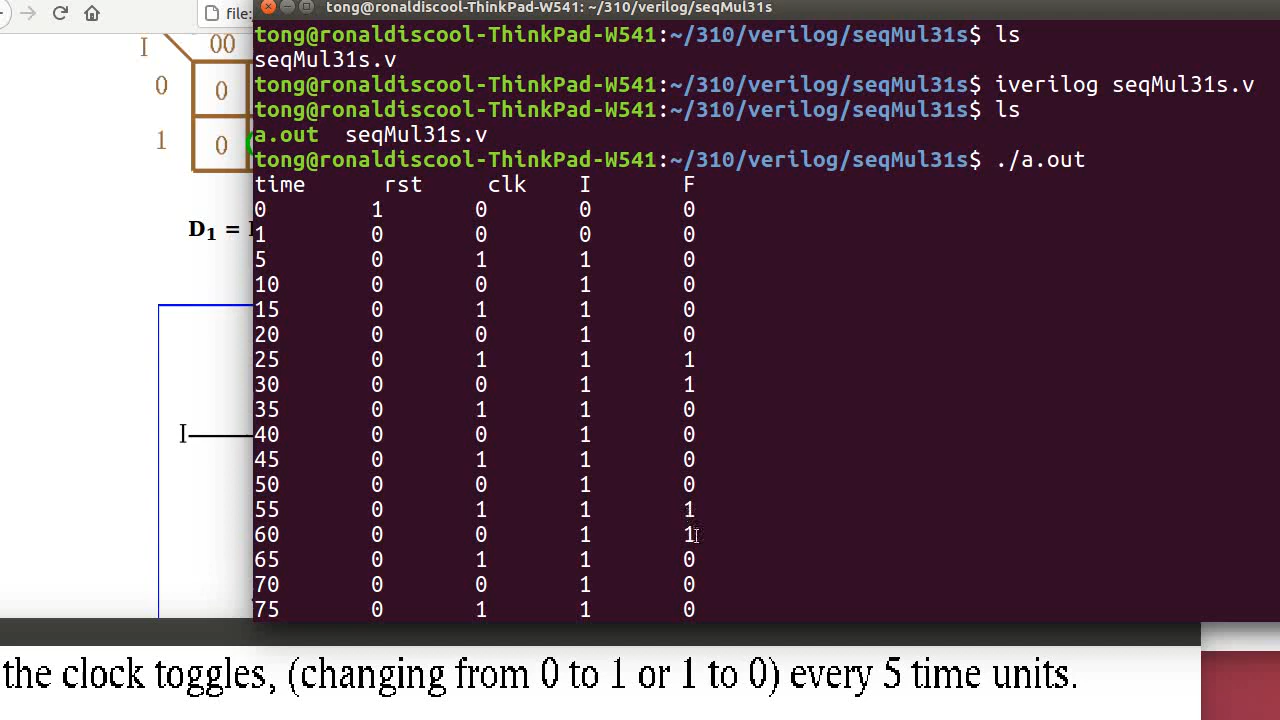 tong@ronaldiscool-ThinkPad-W541: ~/310/verilog/seqMul31s
file:
tong@ronaldiscool-ThinkPad-W541:~/310/verilog/seqMul31s$ ls
seqMul31s.v
tong@ronaldiscool-ThinkPad-W541:~/310/verilog/seqMul31s$ iverilog seqMul31s.v
tong@ronaldiscool-ThinkPad-W541:~/310/verilog/seqMul31s$ ls
a.out seqMul31s.v
tong@ronaldiscool-ThinkPad-W541:~/310/verilog/seqMul31s$ ./a.out
time rst clk I F
0 1 0 0 0
1 0 0 0 0
5 0 1 1 0
10 0 0 1 0
15 0 1 1 0
20 0 0 1 0
25 0 1 1 1
30 0 0 1 1
35 0 1 1 0
40 0 0 1 0
45 0 1 1 0
50 0 0 1 0
55 0 1 1 1
60 0 0 1 1
65 0 1 1 0
70 0 0 1 0
75 0 1 1 0
I 00
0 0
1 0
D1 =
I
the clock toggles, (changing from 0 to 1 or 1 to 0) every 5 time units.